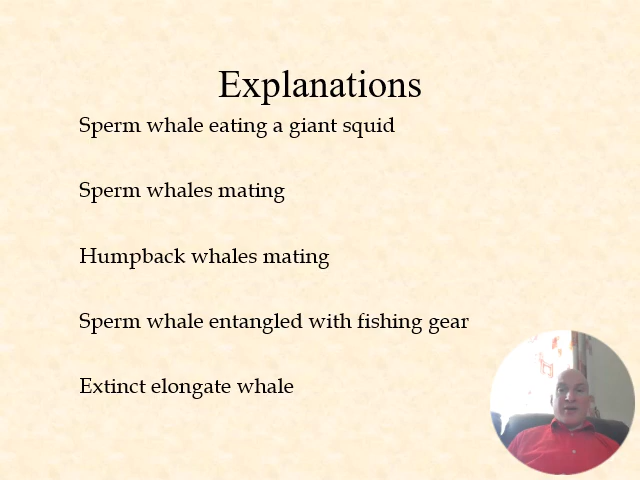 Explanations
Sperm whale eating a giant squid
Sperm whales mating
Humpback whales mating
Sperm whale entangled with fishing gear
Extinct elongate whale